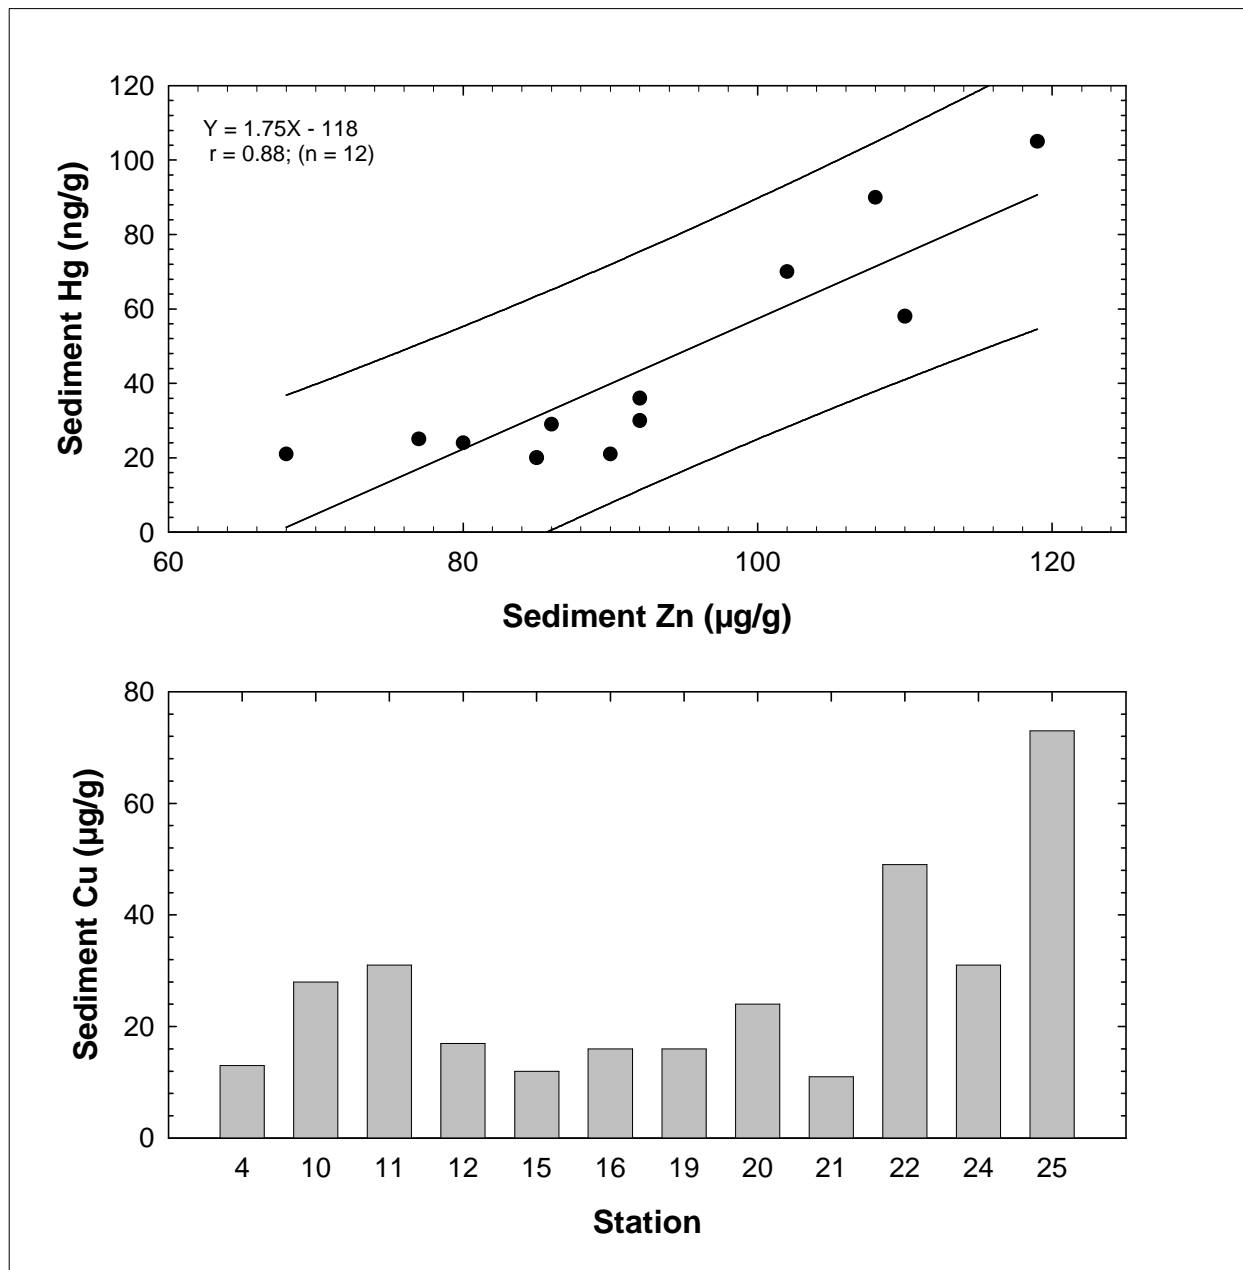 120
Y = 1.75X - 118
r = 0.88; (n = 12)
100
80
60
40
20
0
Sediment Hg (ng/g)
60 80 100 120
Sediment Zn (µg/g)
80
60
40
20
0
Sediment Cu (µg/g)
4 10 11 12 15 16 19 20 21 22 24 25
Station